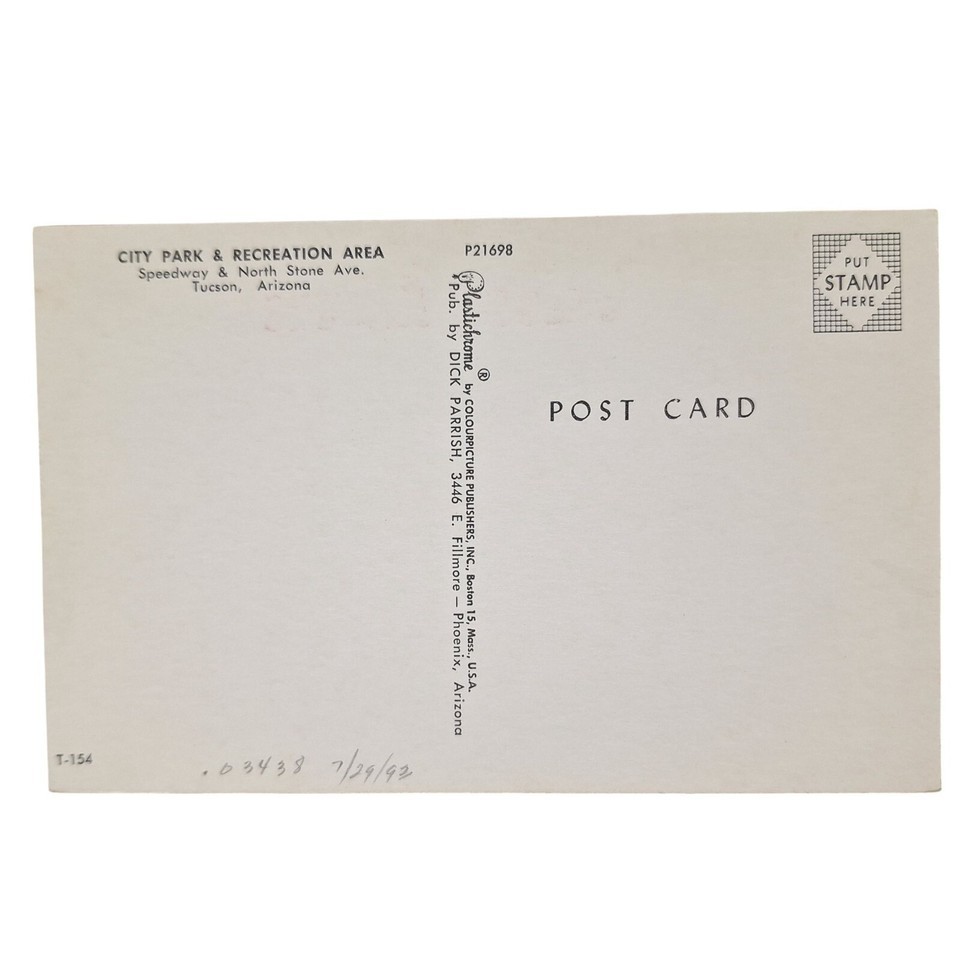 CITY PARK & RECREATION AREA
Speedway & North Stone Ave.
Tucson, Arizona
P21698
Plastichrome ® by COLOURPICTURE PUBLISHERS, INC., Boston 15, Mass., U.S.A.
Pub. by DICK PARRISH, 3446 E. Fillmore — Phoenix, Arizona
PUT
STAMP
HERE
POST CARD
T-154
.03438 7/29/92